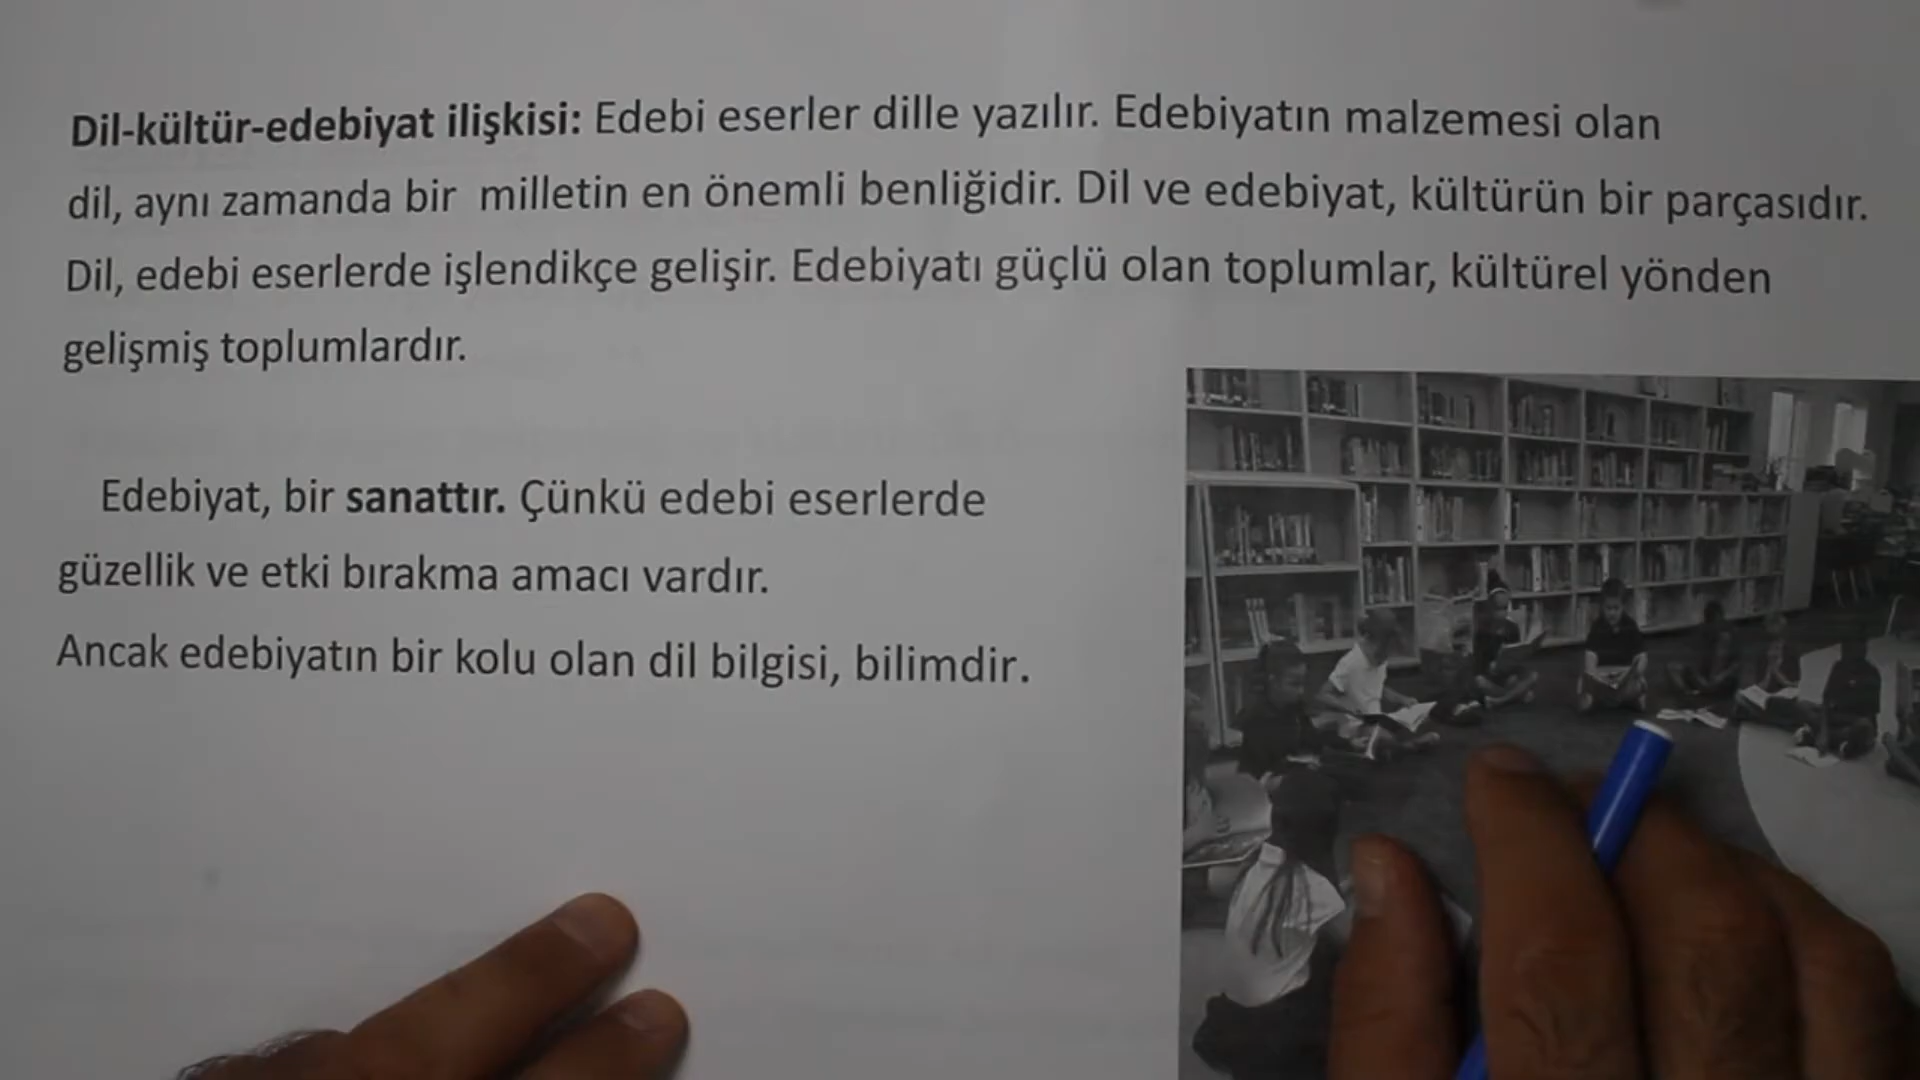 Dil-kültür-edebiyat ilişkisi: Edebi eserler dille yazılır. Edebiyatın malzemesi olan
dil, aynı zamanda bir milletin en önemli benliğidir. Dil ve edebiyat, kültürün bir parçasıdır.
Dil, edebi eserlerde işlendikçe gelişir. Edebiyatı güçlü olan toplumlar, kültürel yönden
gelişmiş toplumlardır.
Edebiyat, bir sanattır. Çünkü edebi eserlerde
güzellik ve etki bırakma amacı vardır.
Ancak edebiyatın bir kolu olan dil bilgisi, bilimdir.